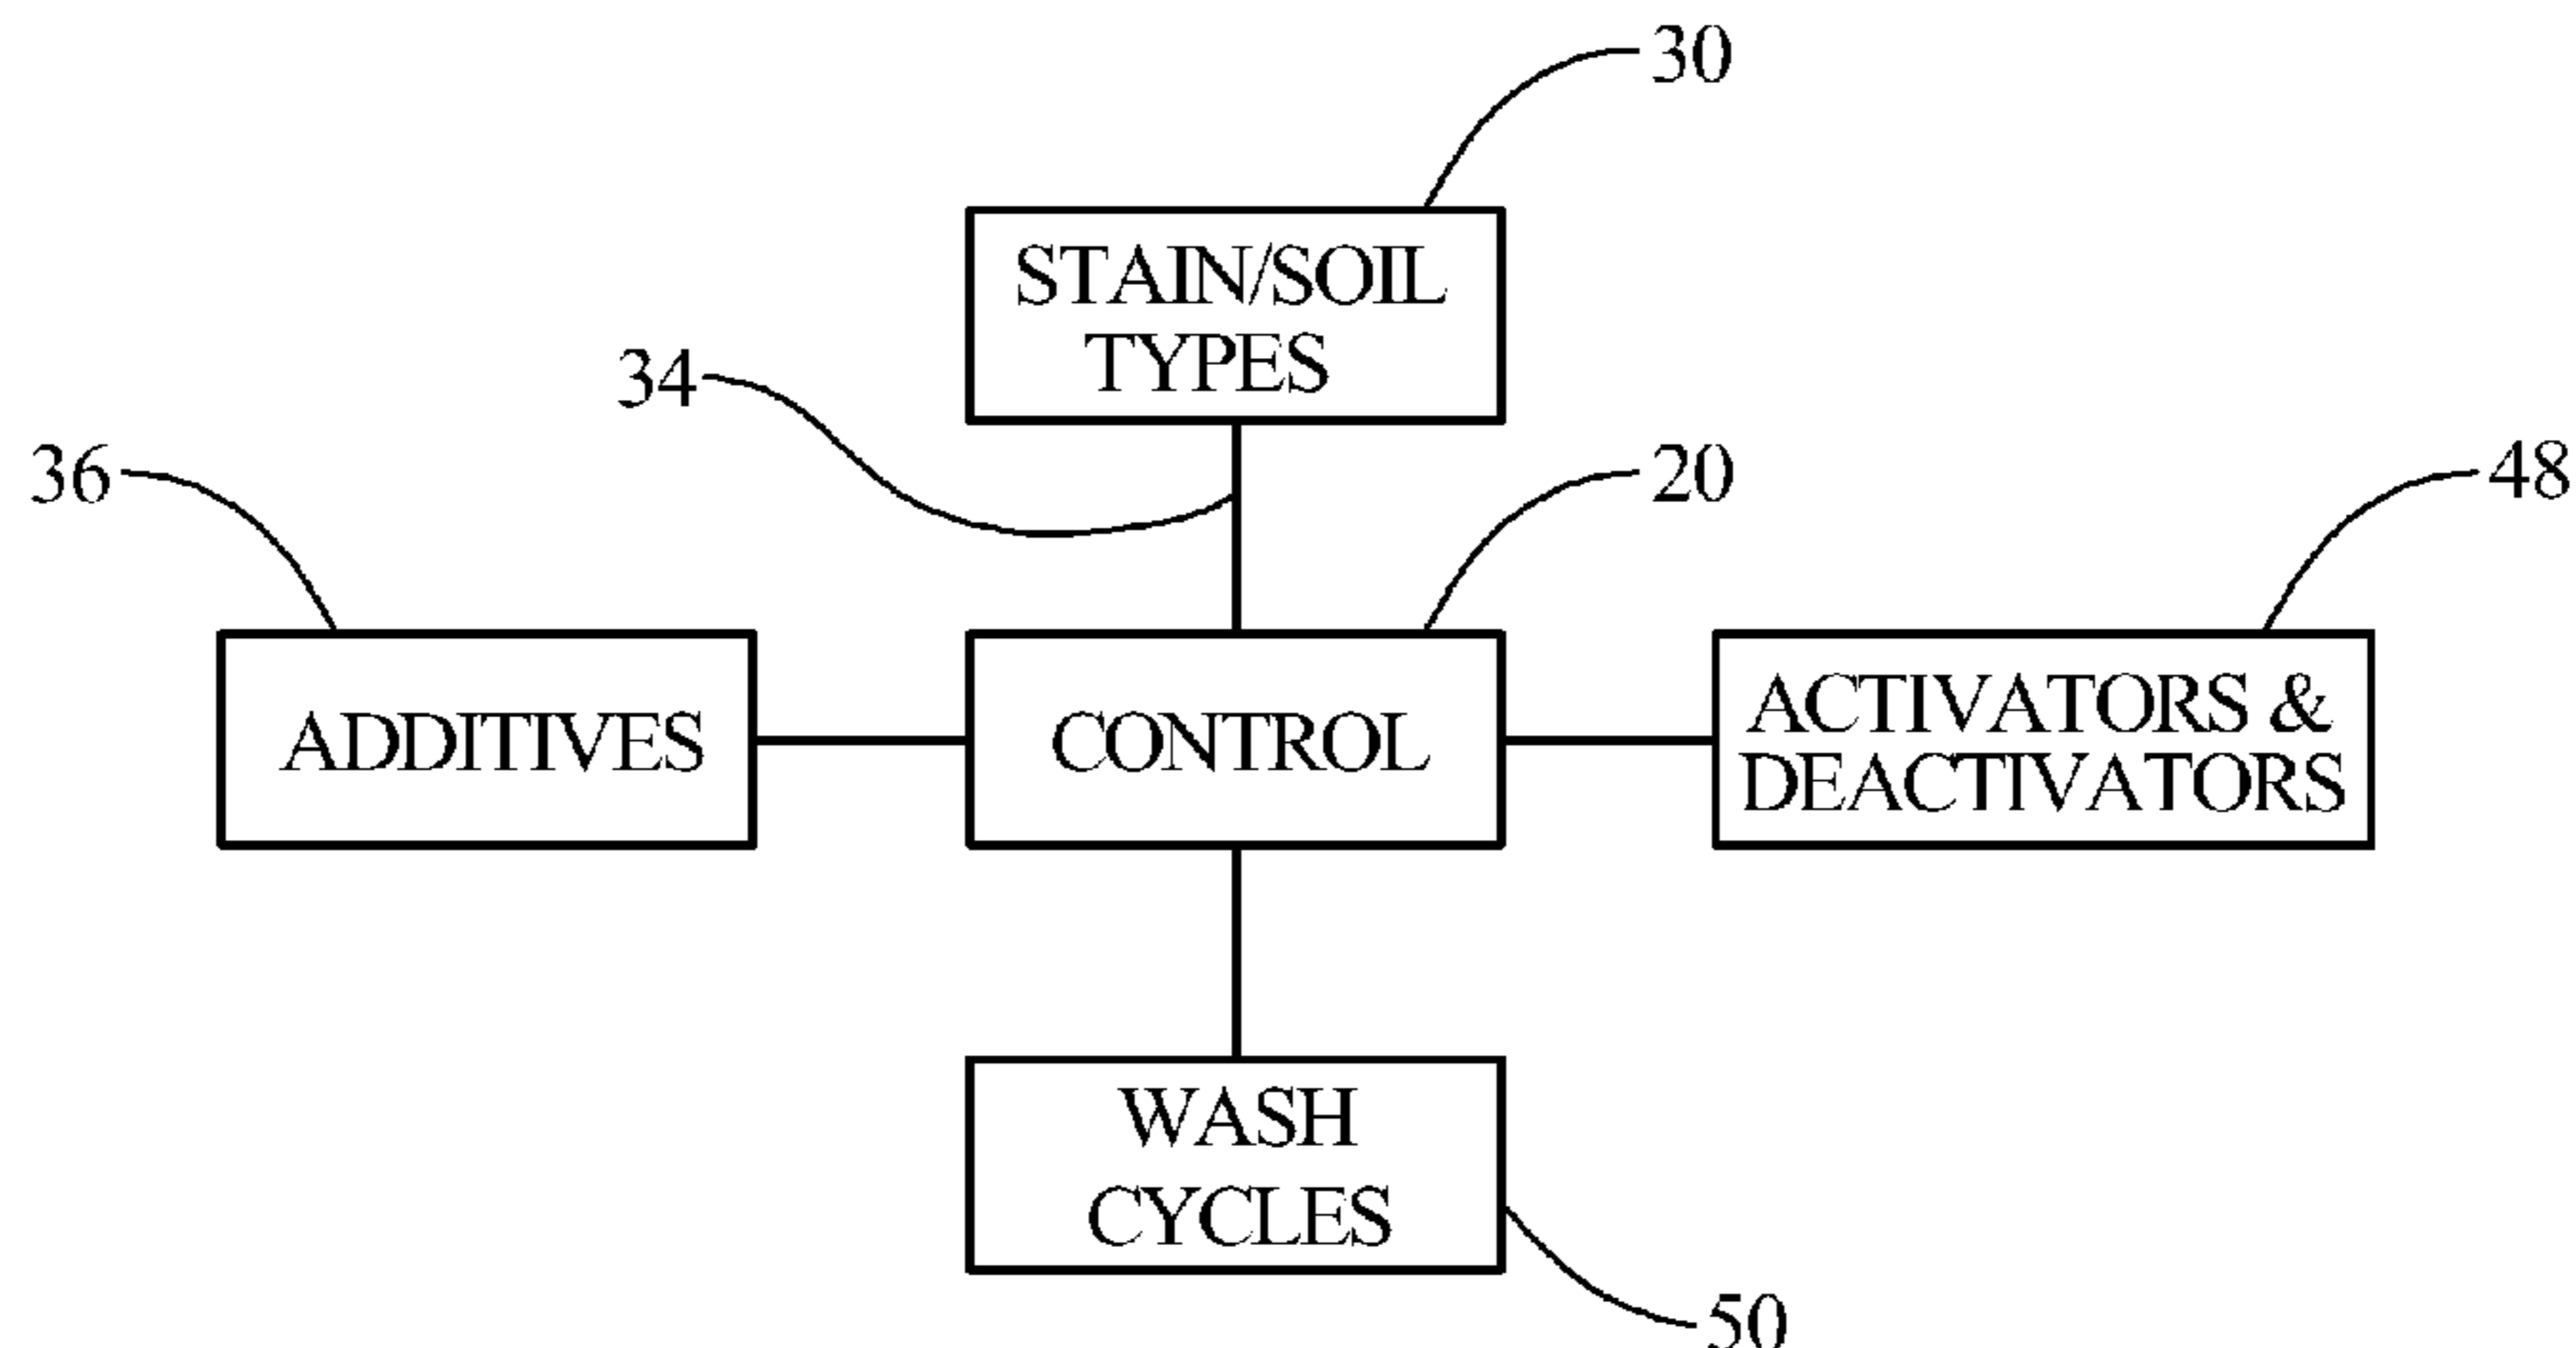 30
STAIN/SOIL
TYPES
34
36
20
48
ADDITIVES
CONTROL
ACTIVATORS &
DEACTIVATORS
WASH
CYCLES
50